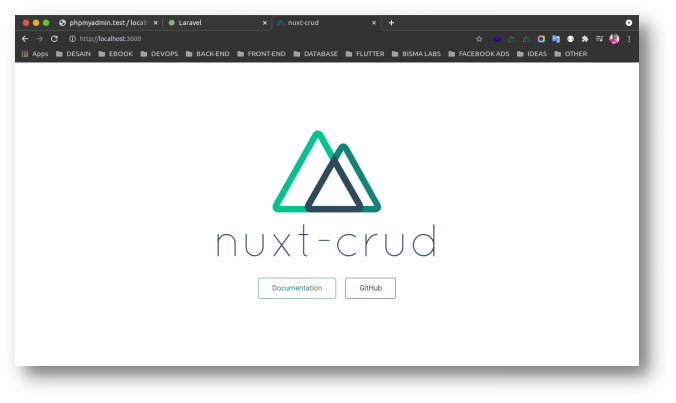 phpmyadmin.test / local
Laravel
nuxt-crud
http://localhost:3000
Apps DESAIN EBOOK DEVOPS BACK-END FRONT-END DATABASE FLUTTER BISMA LABS FACEBOOK ADS IDEAS OTHER
nuxt-crud
Documentation GitHub